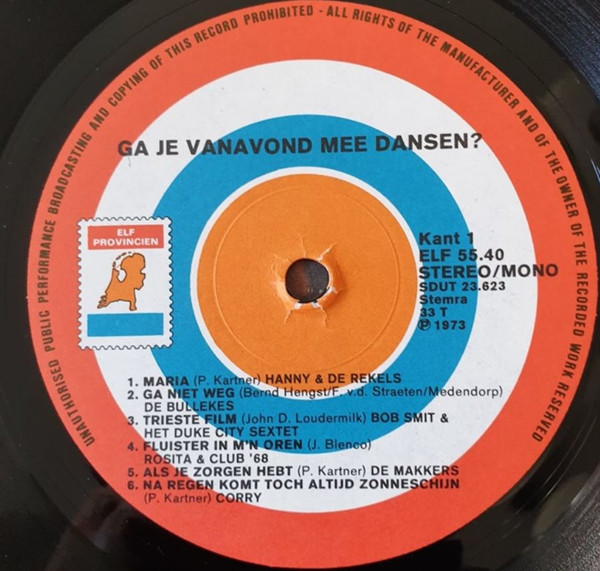 UNAUTHORISED PUBLIC PERFORMANCE BROADCASTING AND COPYING OF THIS RECORD PROHIBITED - ALL RIGHTS OF THE MANUFACTURER AND OF THE OWNER OF THE RECORDED WORK RESERVED
GA JE VANAVOND MEE DANSEN?
ELF
PROVINCIEN
Kant 1
ELF 55.40
STEREO/MONO
SDUT 23.623
Stemra
33 T
℗ 1973
1. MARIA (P. Kartner) HANNY & DE REKELS
2. GA NIET WEG (Bernd Hengst/F. v.d. Straeten/Medendorp)
DE BULLEKES
3. TRIESTE FILM (John D. Loudermilk) BOB SMIT &
HET DUKE CITY SEXTET
4. FLUISTER IN M'N OREN (J. Blenco)
ROSITA & CLUB '68
5. ALS JE ZORGEN HEBT (P. Kartner) DE MAKKERS
6. NA REGEN KOMT TOCH ALTIJD ZONNESCHIJN
(P. Kartner) CORRY